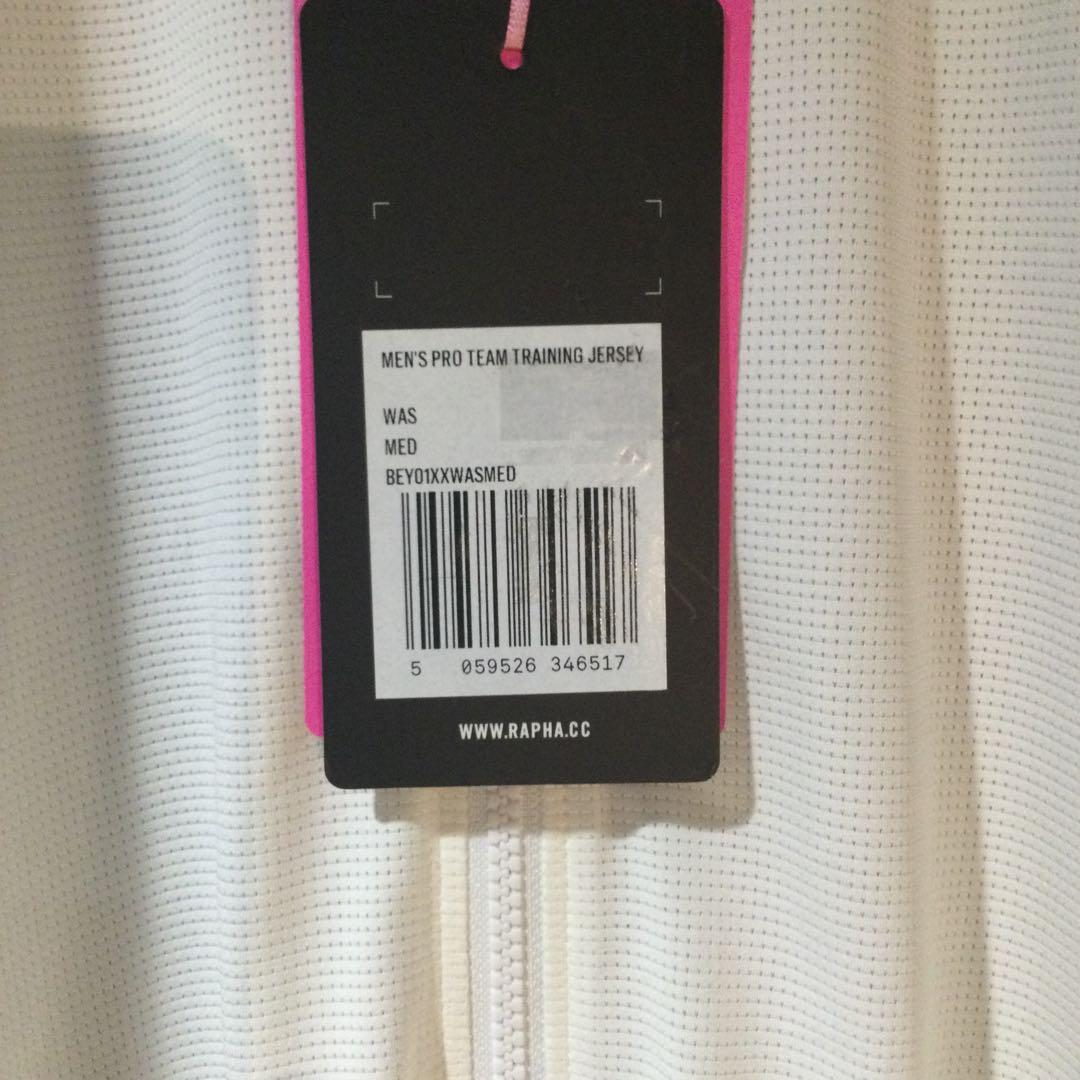 MEN'S PRO TEAM TRAINING JERSEY
WAS
MED
BEY01XXWASMED
5 059526 346517
WWW.RAPHA.CC